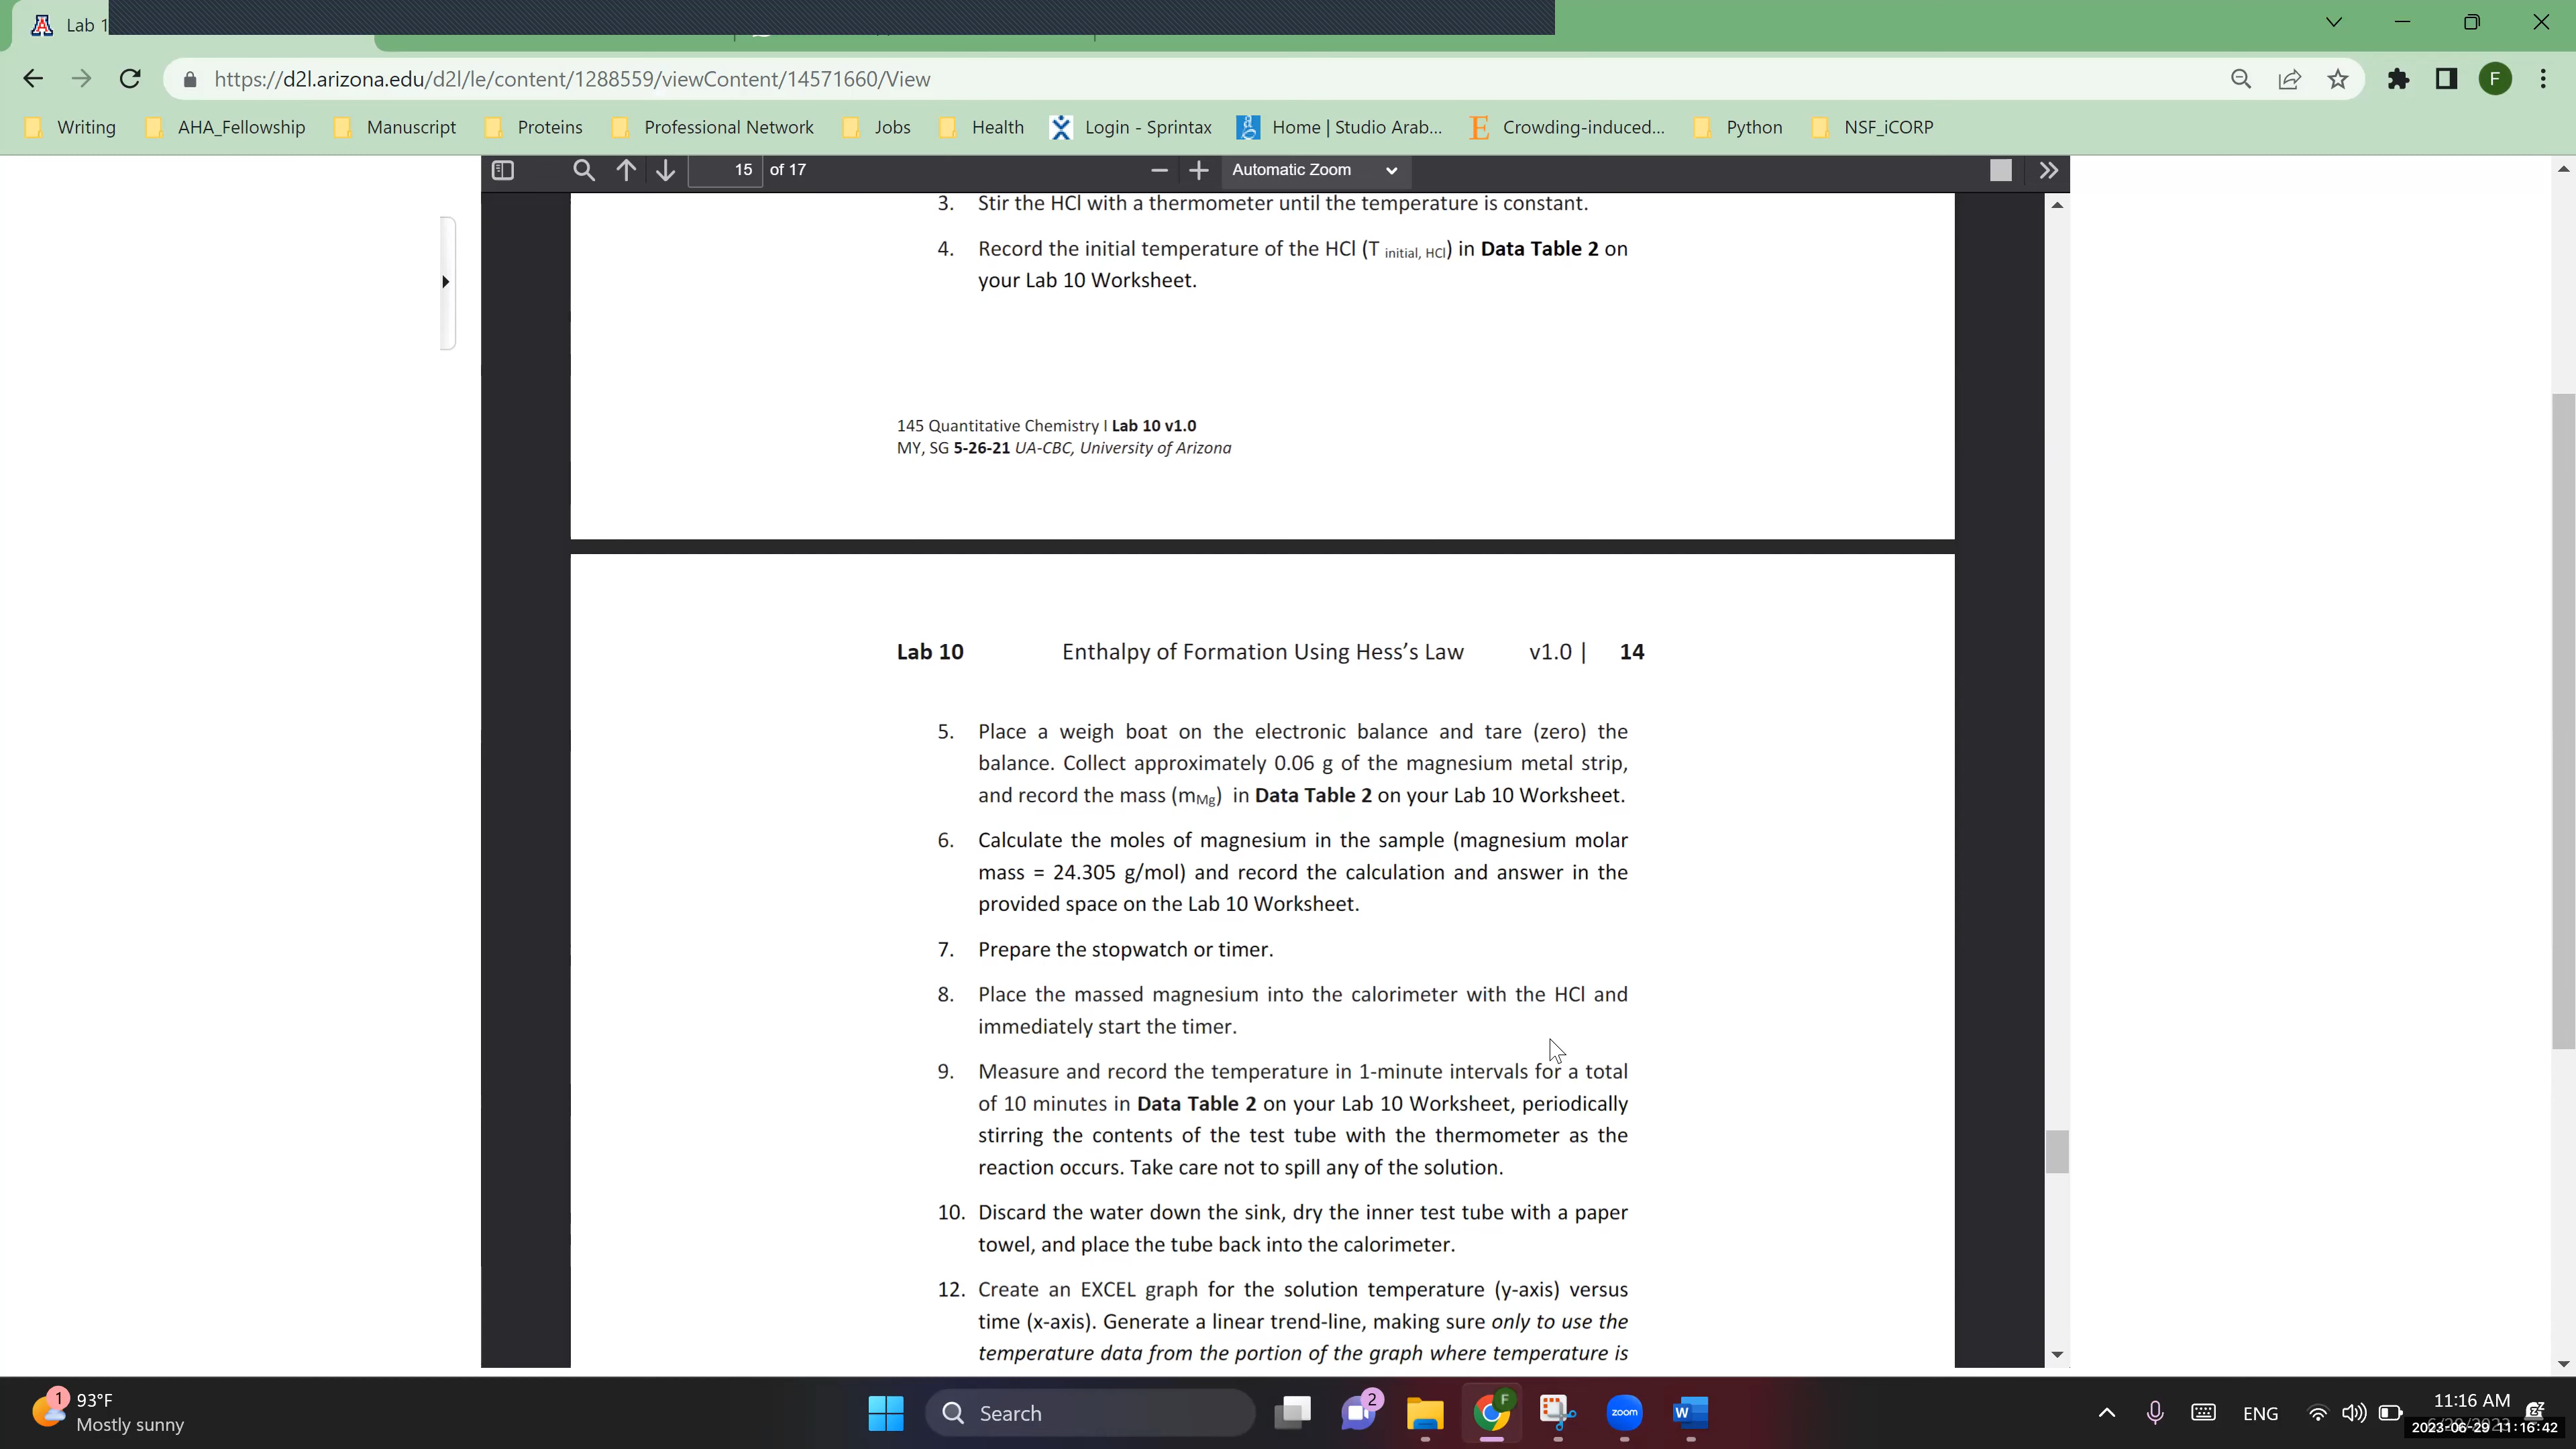 Lab 1
https://d2l.arizona.edu/d2l/le/content/1288559/viewContent/14571660/View
F
Writing AHA_Fellowship Manuscript Proteins Professional Network Jobs Health Login - Sprintax Home | Studio Arab... Crowding-induced... Python NSF_iCORP
15 of 17 Automatic Zoom
3. Stir the HCl with a thermometer until the temperature is constant.
4. Record the initial temperature of the HCl (T initial, HCl) in Data Table 2 on
your Lab 10 Worksheet.
145 Quantitative Chemistry I Lab 10 v1.0
MY, SG 5-26-21 UA-CBC, University of Arizona
Lab 10 Enthalpy of Formation Using Hess's Law v1.0 | 14
5. Place a weigh boat on the electronic balance and tare (zero) the
balance. Collect approximately 0.06 g of the magnesium metal strip,
and record the mass (mMg) in Data Table 2 on your Lab 10 Worksheet.
6. Calculate the moles of magnesium in the sample (magnesium molar
mass = 24.305 g/mol) and record the calculation and answer in the
provided space on the Lab 10 Worksheet.
7. Prepare the stopwatch or timer.
8. Place the massed magnesium into the calorimeter with the HCl and
immediately start the timer.
9. Measure and record the temperature in 1-minute intervals for a total
of 10 minutes in Data Table 2 on your Lab 10 Worksheet, periodically
stirring the contents of the test tube with the thermometer as the
reaction occurs. Take care not to spill any of the solution.
10. Discard the water down the sink, dry the inner test tube with a paper
towel, and place the tube back into the calorimeter.
12. Create an EXCEL graph for the solution temperature (y-axis) versus
time (x-axis). Generate a linear trend-line, making sure only to use the
temperature data from the portion of the graph where temperature is
1 93°F
Mostly sunny
Search
2
F
zoom
W
ENG
11:16 AM
2023-06-29 11:16:42